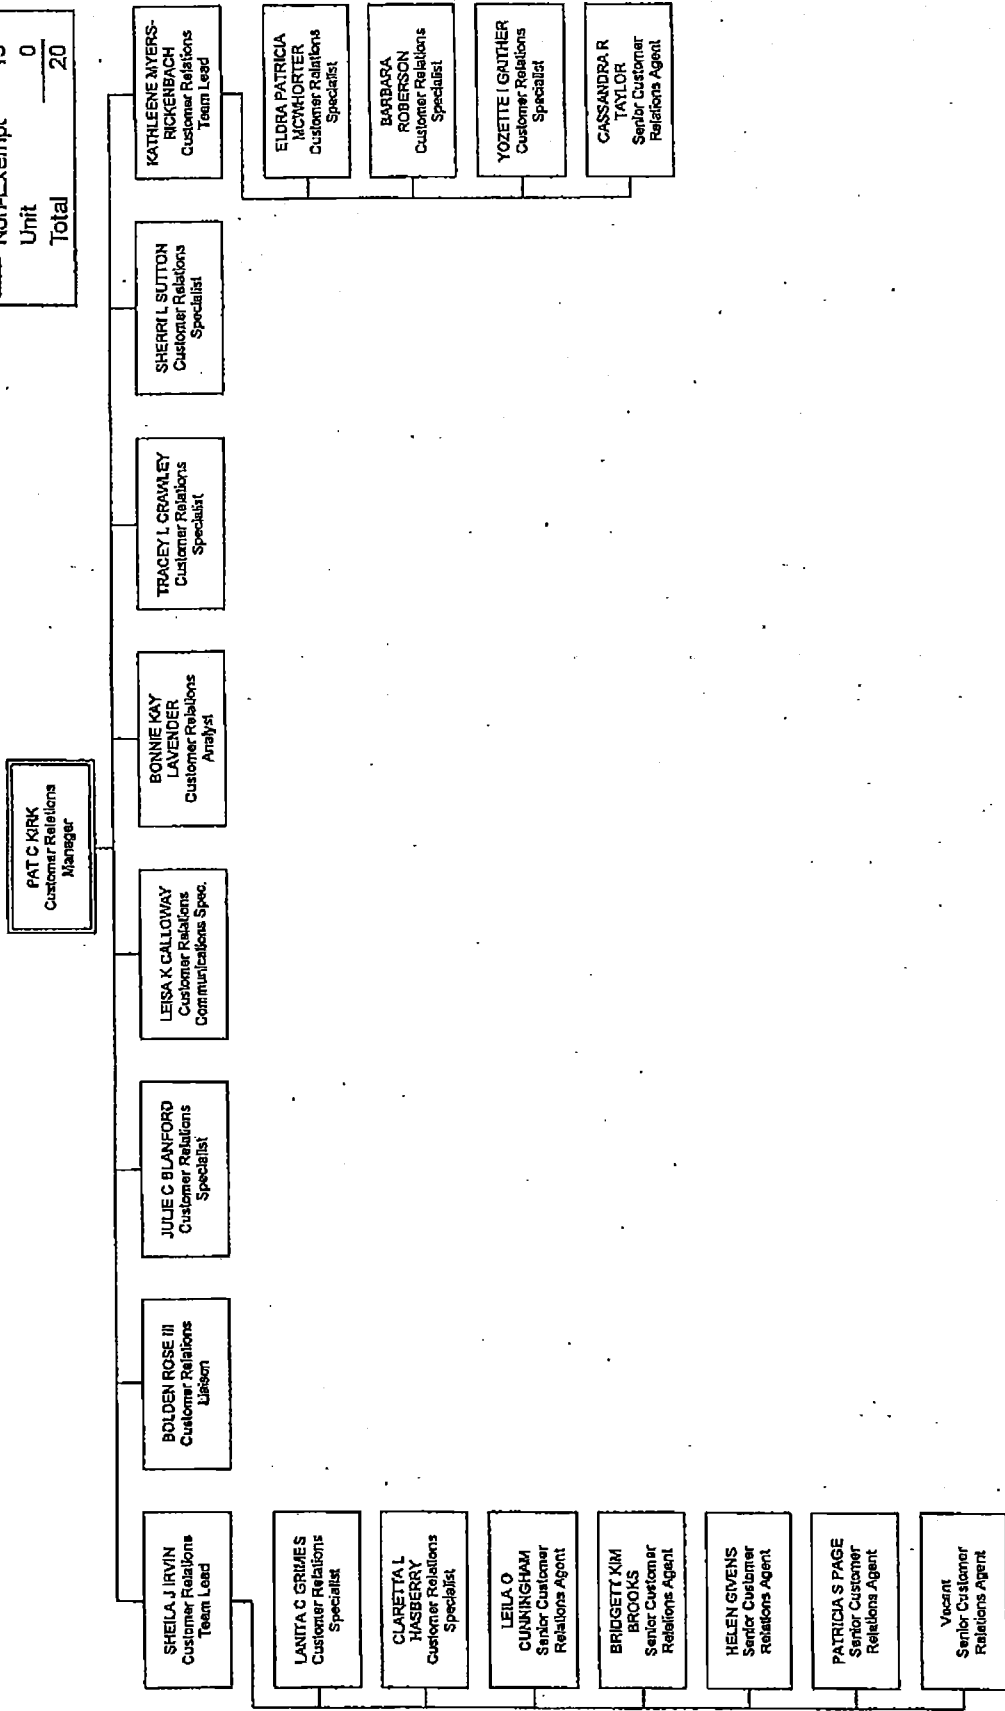 Non-Exempt
Unit 0
Total 20
PAT C KIRK
Customer Relations
Manager
SHEILA J IRVIN
Customer Relations
Team Lead
BOLDEN ROSE III
Customer Relations
Liaison
JULIE C BLANFORD
Customer Relations
Specialist
LEISA K CALLOWAY
Customer Relations
Communications Spec.
BONNIE KAY
LAVENDER
Customer Relations
Analyst
TRACEY L CRAWLEY
Customer Relations
Specialist
SHERRI L SUTTON
Customer Relations
Specialist
KATHLENE MYERS-
RICKENBACH
Customer Relations
Team Lead
LANITA C GRIMES
Customer Relations
Specialist
CLARETTA L
HASBERRY
Customer Relations
Specialist
LEILA O
CUNNINGHAM
Senior Customer
Relations Agent
BRIDGETT KIM
BROOKS
Senior Customer
Relations Agent
HELEN GIVENS
Senior Customer
Relations Agent
PATRICIA S PAGE
Senior Customer
Relations Agent
Vacant
Senior Customer
Relations Agent
ELDRA PATRICIA
MCWHORTER
Customer Relations
Specialist
BARBARA
ROBERSON
Customer Relations
Specialist
YOZETTE I GAITHER
Customer Relations
Specialist
CASSANDRA R
TAYLOR
Senior Customer
Relations Agent